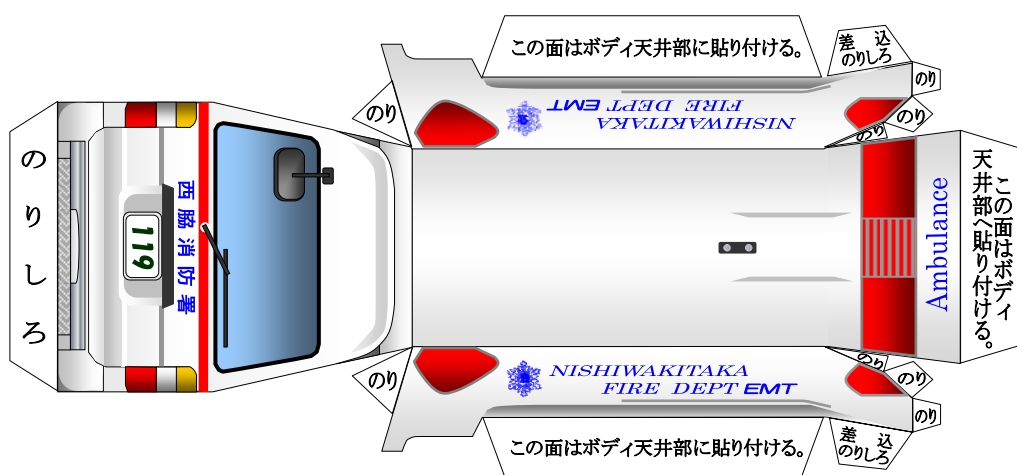 この面はボディ天井部に貼り付ける。
差込
のりしろ
のり
のり
のり
のり
NISHIWAKITAKA
FIRE DEPT EMT
のりしろ
119
西脇消防署
Ambulance
この面はボディ
天井部へ貼り付ける。
NISHIWAKITAKA
FIRE DEPT EMT
のり
のり
のり
のり
差込
のりしろ
この面はボディ天井部に貼り付ける。